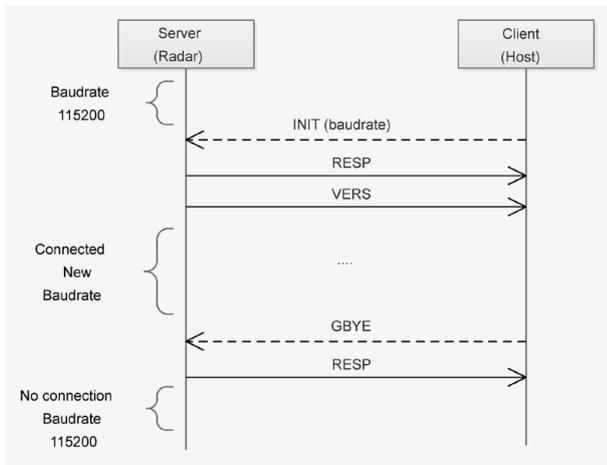 Server
(Radar)
Client
(Host)
Baudrate
115200
INIT (baudrate)
RESP
VERS
Connected
New
Baudrate
....
GBYE
RESP
No connection
Baudrate
115200